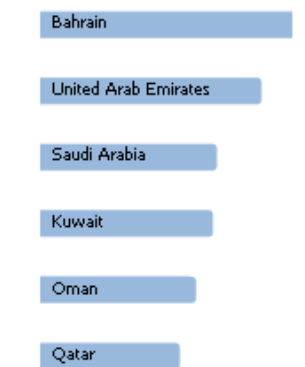 Bahrain
United Arab Emirates
Saudi Arabia
Kuwait
Oman
Qatar